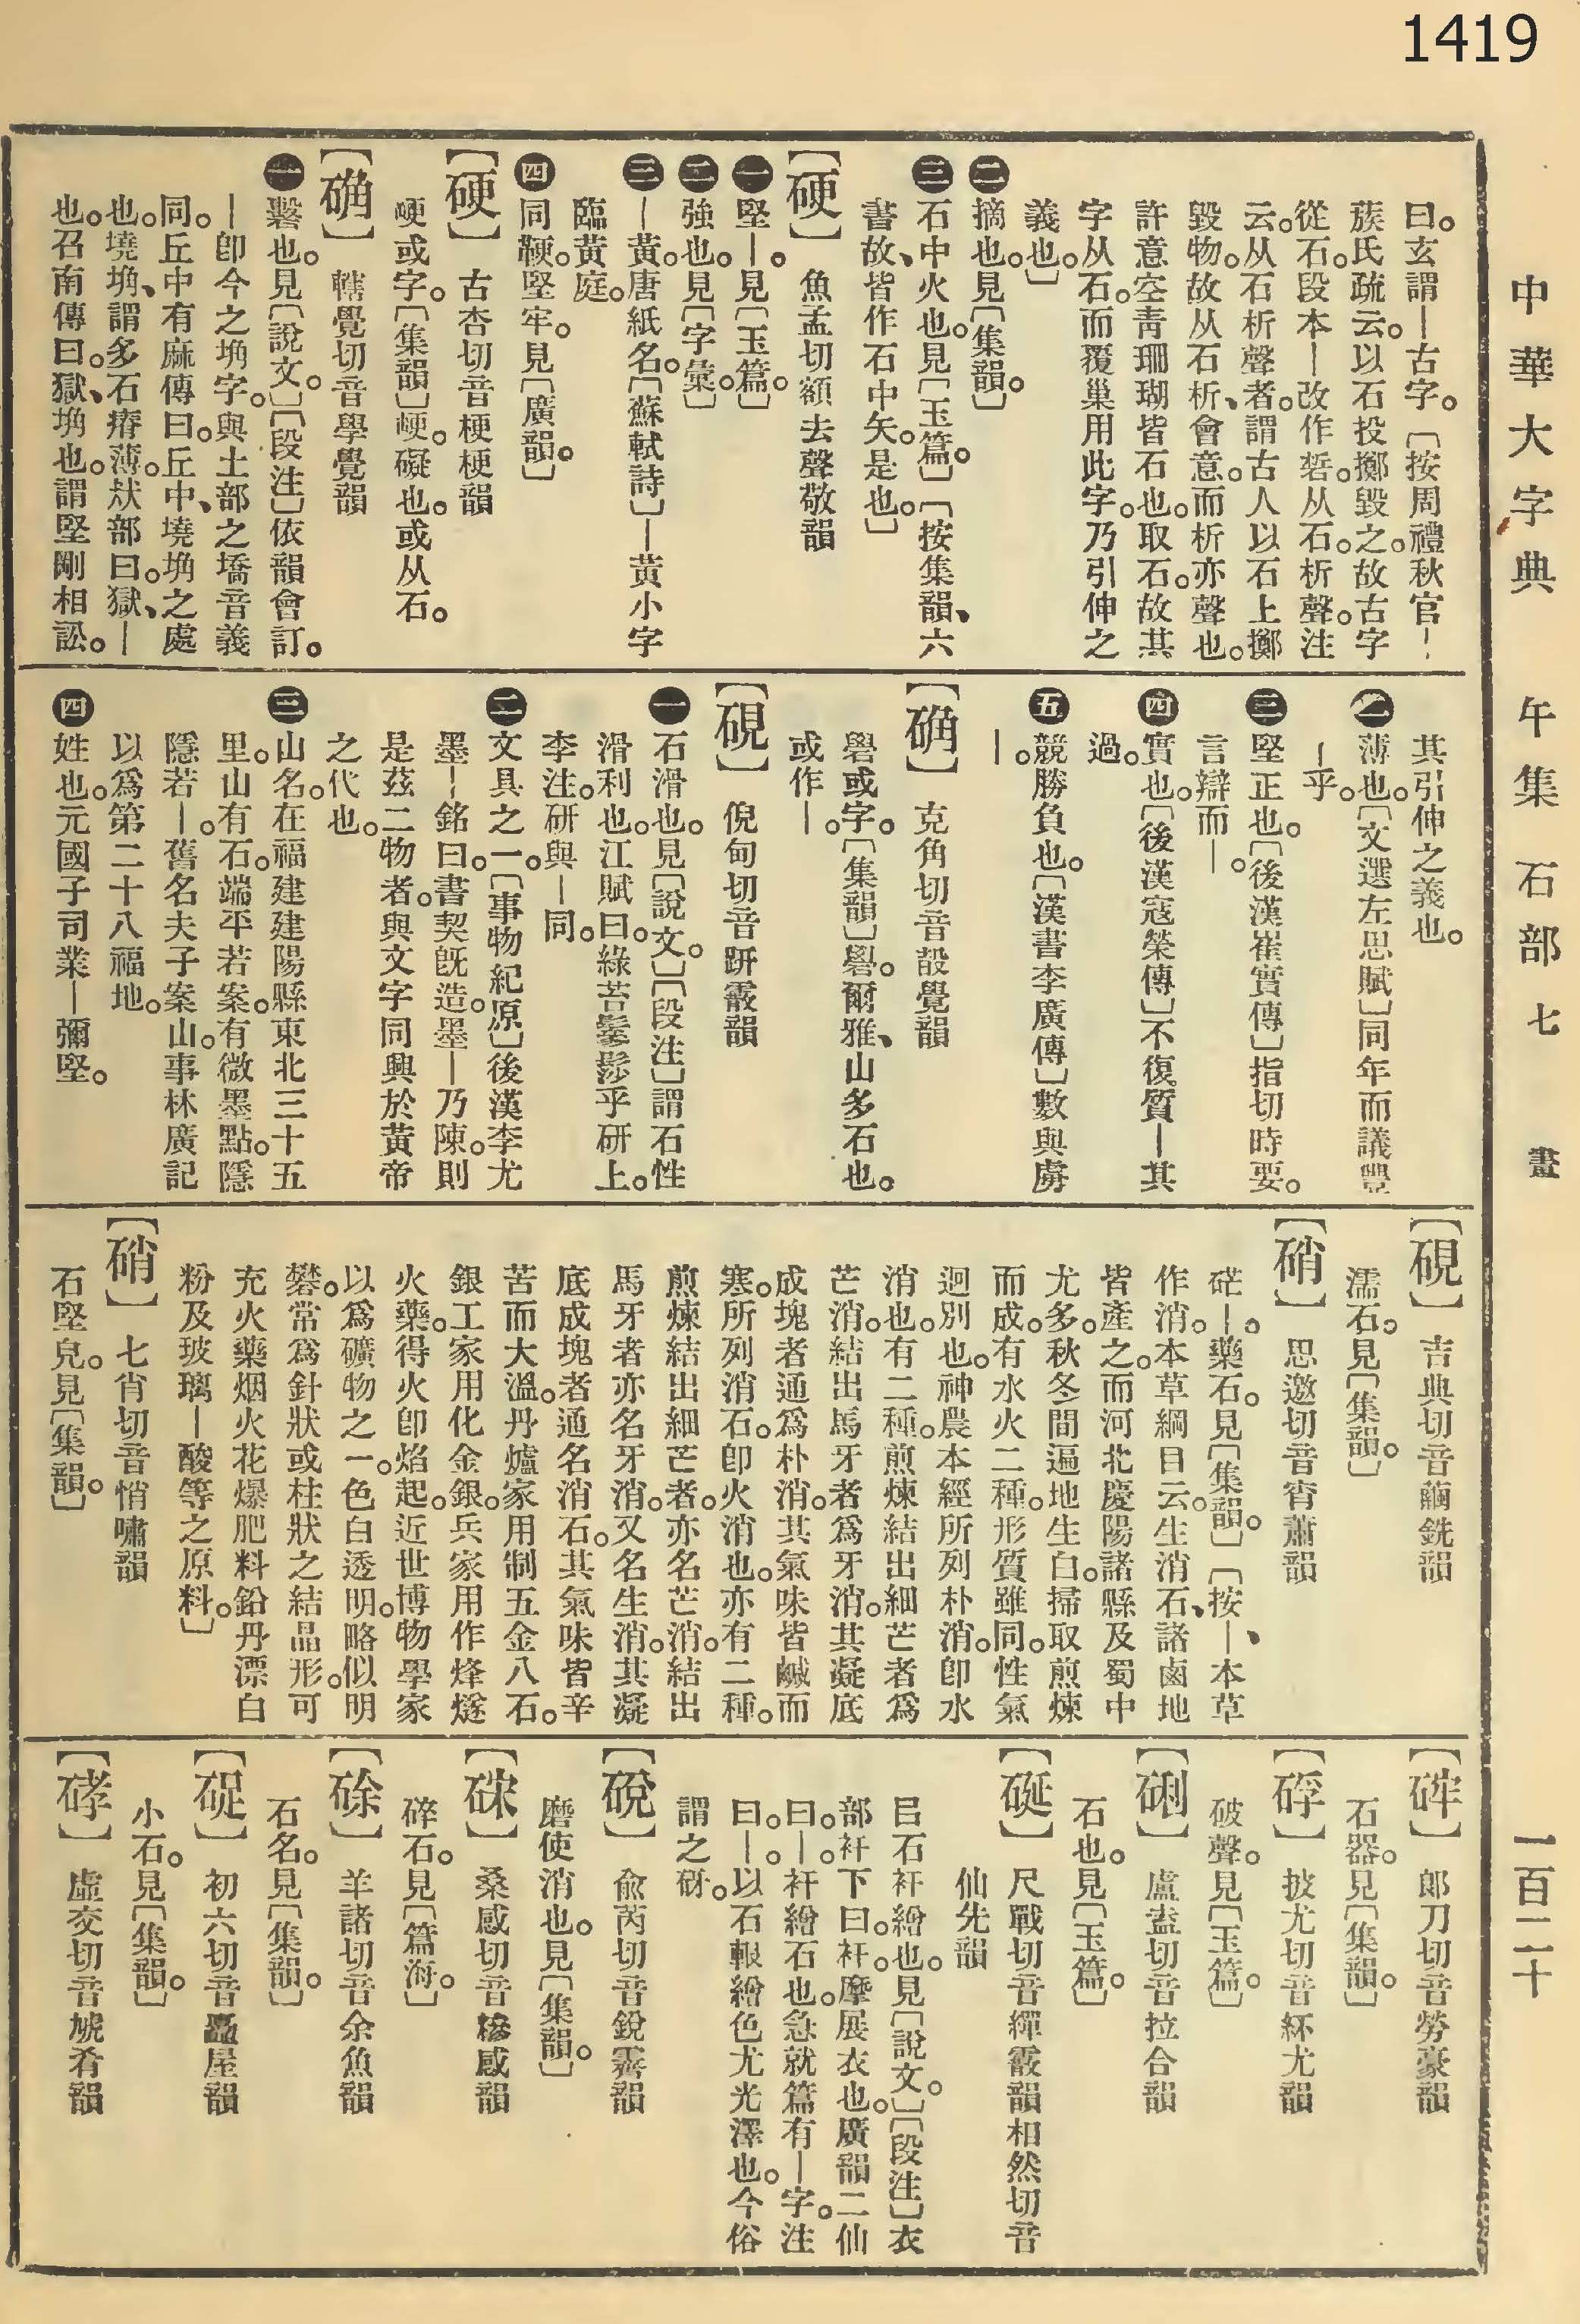 1419
中華大字典　午集　石部　七畫　一百二十
曰。玄謂｜古字。〔按周禮秋官｜
族氏疏云。以石投擲毀之。故古字
從石。段本｜改作硩。从石。析聲。注
云。从石析聲者。謂古人以石上擲
毀物。故从石析、會意。而析亦聲也。
許意空靑珊瑚皆石也。取石。故其
字从石。而覆巢用此字。乃引伸之
義也。〕
㊁摘也。見〔集韻。〕
㊂石中火也。見〔玉篇。〕〔按集韻、六
書故、皆作石中矢。是也。〕
【硬】　魚孟切額去聲敬韻
㊀堅｜。見〔玉篇。〕
㊁強也。見〔字彙。〕
㊂｜黃。唐紙名。〔蘇軾詩〕｜黃小字
臨黃庭。
㊃同鞕。堅牢。見〔廣韻。〕
【硬】　古杏切音梗梗韻
峺或字。〔集韻〕峺。礙也。或从石。
【确】　轄覺切音學覺韻
㊀礊也。見〔說文。〕〔段注〕依韻會訂。
｜卽今之埆字。與土部之墧音義
同。丘中有麻傳曰。丘中、墝埆之處
也。墝埆、謂多石瘠薄。㹜部曰。獄、｜
也。召南傳曰。獄、埆也。謂堅剛相訟。
其引伸之義也。
㊁薄也。〔文選左思賦〕同年而議豐
｜乎。
㊂堅正也。〔後漢崔寔傳〕指切時要。
言辯而｜。
㊃實也。〔後漢寇榮傳〕不復質｜其
過。
㊄競勝負也。〔漢書李廣傳〕數與虜
｜。
【确】　克角切音㱿覺韻
礐或字。〔集韻〕礐。爾雅、山多石也。
或作｜。
【硯】　倪甸切音趼霰韻
㊀石滑也。見〔說文。〕〔段注〕謂石性
滑利也。江賦曰。綠苔鬖髿乎研上。
李注。研與｜同。
㊁文具之一。〔事物紀原〕後漢李尤
墨｜銘曰。書契旣造。墨｜乃陳。則
是茲二物者。與文字同興於黃帝
之代也。
㊂山名。在福建建陽縣東北三十五
里。山有石。端平若案。有微墨點。隱
隱若｜。舊名夫子案山。事林廣記
以爲第二十八福地。
㊃姓也。元國子司業｜彌堅。
【硯】　吉典切音繭銑韻
濡石。見〔集韻。〕
【硝】　思邀切音宵蕭韻
硭｜。藥石。見〔集韻。〕〔按｜、本草
作消。本草綱目云。生消石、諸鹵地
皆產之。而河北慶陽諸縣及蜀中
尤多。秋冬間遍地生白。掃取煎煉
而成。有水火二種。形質雖同。性氣
迥別也。神農本經所列朴消。卽水
消也。有二種。煎煉結出細芒者爲
芒消。結出馬牙者爲牙消。其凝底
成塊者通爲朴消。其氣味皆鹹而
寒。所列消石。卽火消也。亦有二種。
煎煉結出細芒者。亦名芒消。結出
馬牙者亦名牙消。又名生消。其凝
底成塊者通名消石。其氣味皆辛
苦而大溫。丹爐家用制五金八石。
銀工家用化金銀。兵家用作烽燧
火藥。得火卽焰起。近世博物學家
以爲礦物之一。色白透明。略似明
礬。常爲針狀或柱狀之結晶形。可
充火藥烟火花爆肥料鉛丹漂白
粉及玻璃｜酸等之原料。〕
【硝】　七肖切音悄嘯韻
石堅皃。見〔集韻。〕
【硓】　郎刀切音勞豪韻
石器。見〔集韻。〕
【䂤】　披尤切音紑尤韻
破聲。見〔玉篇。〕
【䂰】　盧盍切音拉合韻
石也。見〔玉篇。〕
【硟】　尺戰切音繟霰韻相然切音
仙先韻
㠯石衦繒也。見〔說文。〕〔段注〕衣
部衦下曰。衦。摩展衣也。廣韻二仙
曰。｜。衦繒石也。急就篇有｜字。注
曰。｜。以石輾繒色尤光澤也。今俗
謂之砑。
【䂱】　俞芮切音銳霽韻
磨使消也。見〔集韻。〕
【䂳】　桑感切音糝感韻
碎石。見〔篇海。〕
【硢】　羊諸切音余魚韻
石名。見〔集韻。〕
【珿】　初六切音矗屋韻
小石。見〔集韻。〕
【硣】　虛交切音虓肴韻